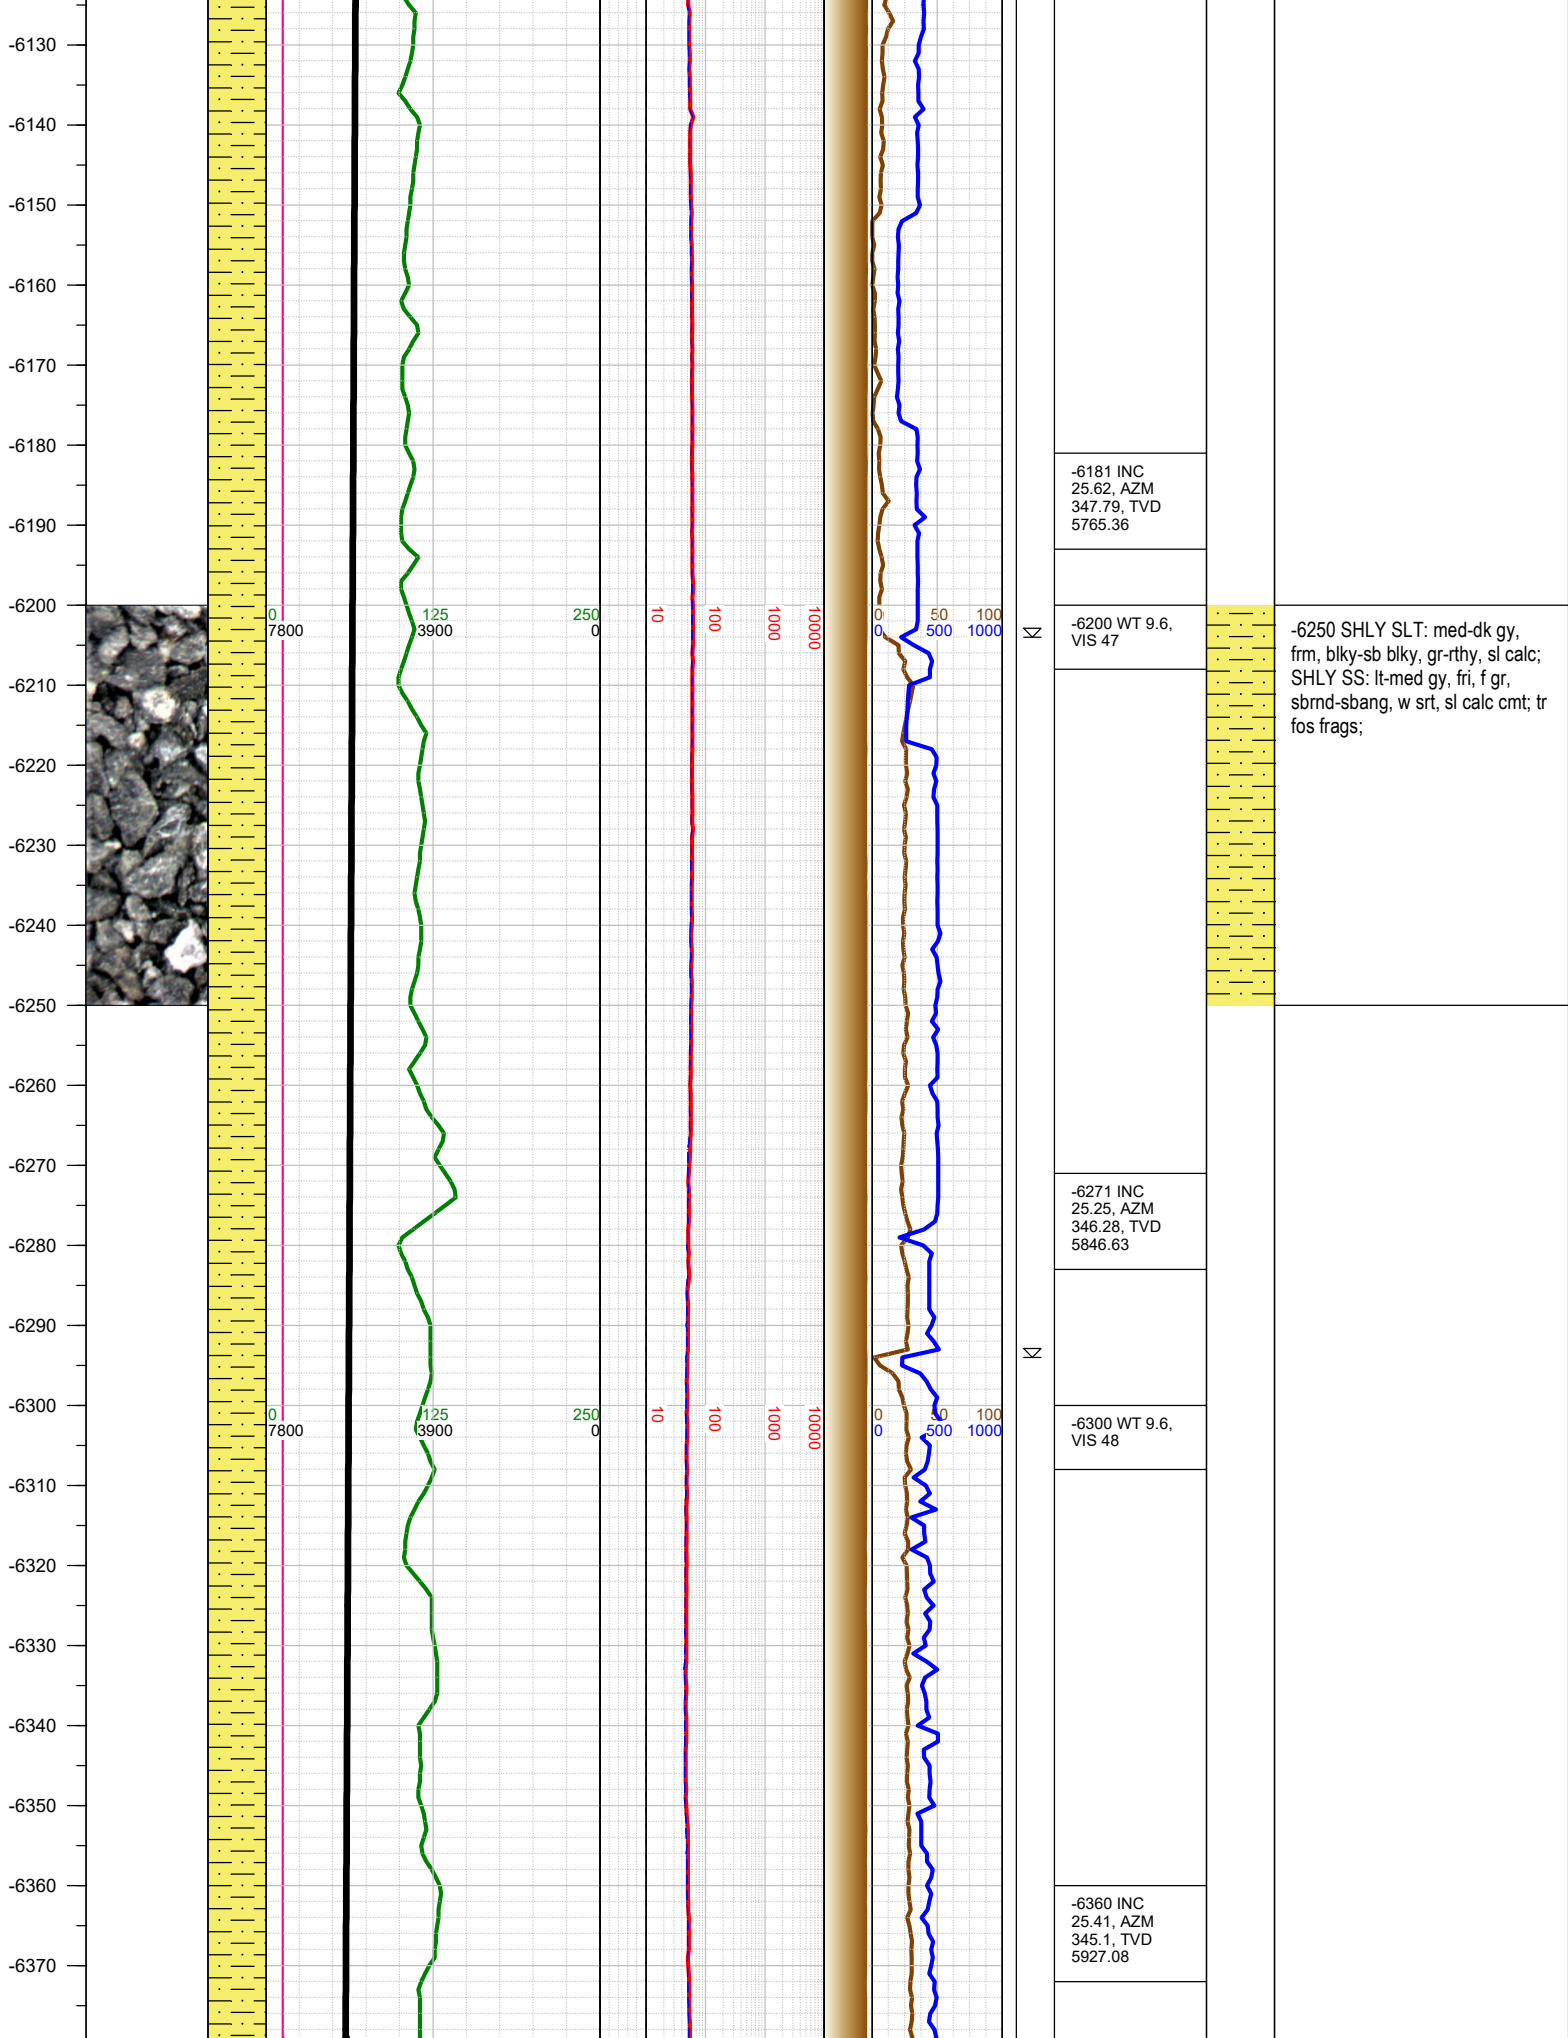 -6130
-6140
-6150
-6160
-6170
-6180
-6181 INC
25.62, AZM
347.79, TVD
5765.36
-6190
-6200
0 125 250
7800 3900 0
10 100 1000 10000
0 50 100
0 500 1000
-6200 WT 9.6,
VIS 47
-6250 SHLY SLT: med-dk gy,
frm, blky-sb blky, gr-rthy, sl calc;
SHLY SS: lt-med gy, fri, f gr,
sbrnd-sbang, w srt, sl calc cmt; tr
fos frags;
-6210
-6220
-6230
-6240
-6250
-6260
-6270
-6271 INC
25.25, AZM
346.28, TVD
5846.63
-6280
-6290
-6300
0 125 250
7800 3900 0
10 100 1000 10000
0 50 100
0 500 1000
-6300 WT 9.6,
VIS 48
-6310
-6320
-6330
-6340
-6350
-6360
-6360 INC
25.41, AZM
345.1, TVD
5927.08
-6370